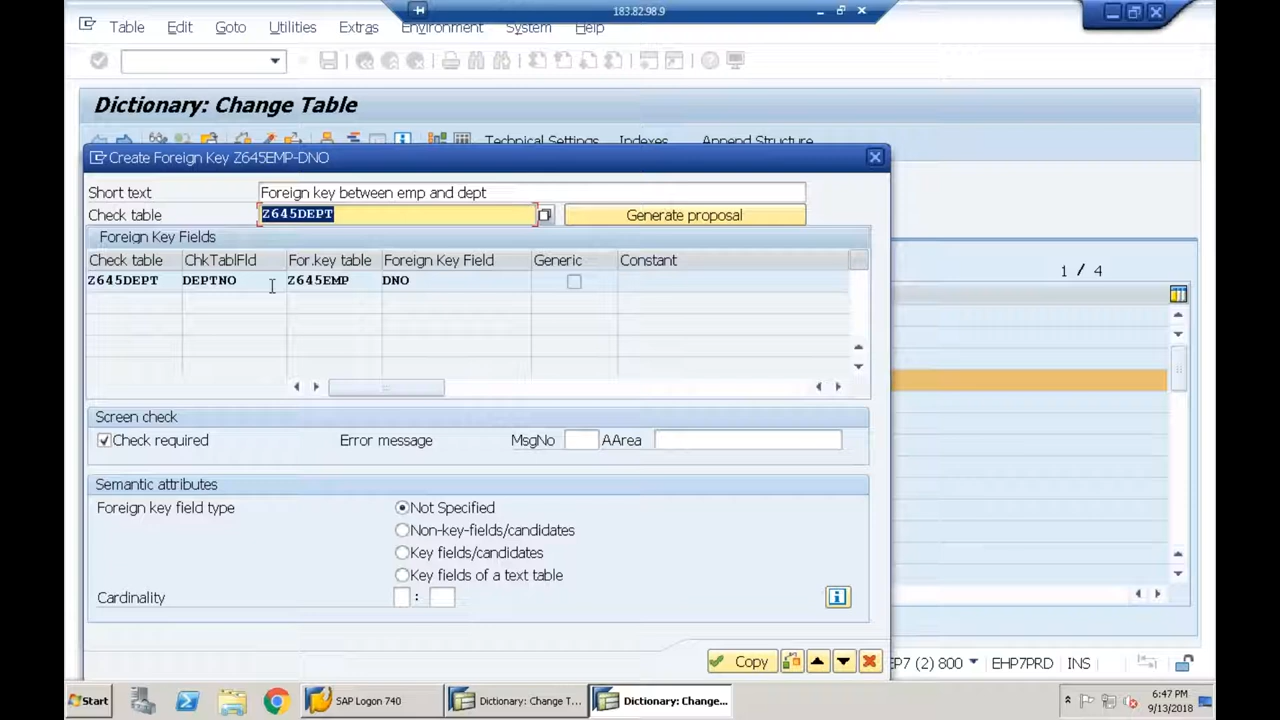 183.82.98.9
Table Edit Goto Utilities Extras Environment System Help
Dictionary: Change Table
Technical Settings Indexes Append Structure
Create Foreign Key Z645EMP-DNO
Short text Foreign key between emp and dept
Check table Z645DEPT Generate proposal
Foreign Key Fields
Check table ChkTablFld For.key table Foreign Key Field Generic Constant
Z645DEPT DEPTNO Z645EMP DNO
1 / 4
Screen check
Check required Error message MsgNo AArea
Semantic attributes
Foreign key field type Not Specified
Non-key-fields/candidates
Key fields/candidates
Key fields of a text table
Cardinality :
Copy
EP7 (2) 800 EHP7PRD INS
Start SAP Logon 740 Dictionary: Change T... Dictionary: Change... 6:47 PM
9/13/2018